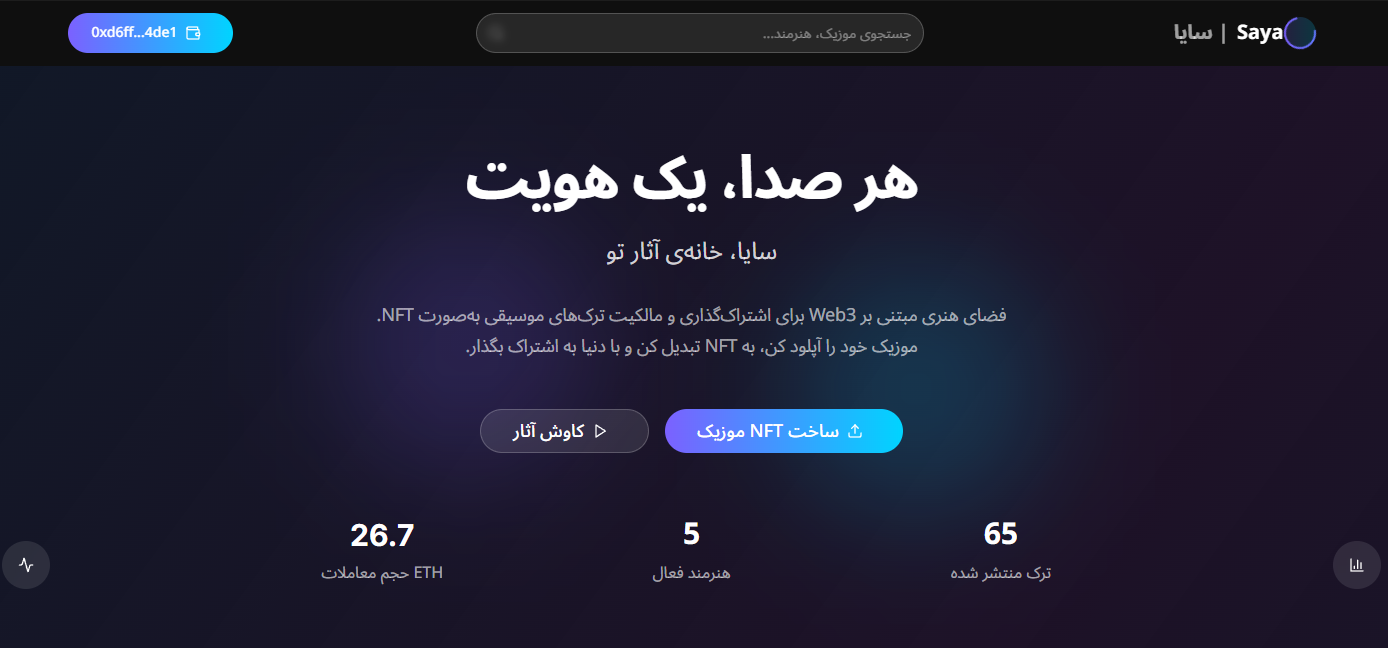 Saya | سایا
جستجوی موزیک، هنرمند...
0xd6ff...4de1
هر صدا، یک هویت
سایا، خانه‌ی آثار تو
فضای هنری مبتنی بر Web3 برای اشتراک‌گذاری و مالکیت ترک‌های موسیقی به‌صورت NFT.
موزیک خود را آپلود کن، به NFT تبدیل کن و با دنیا به اشتراک بگذار.
ساخت NFT موزیک
کاوش آثار
65
ترک منتشر شده
5
هنرمند فعال
26.7
ETH حجم معاملات